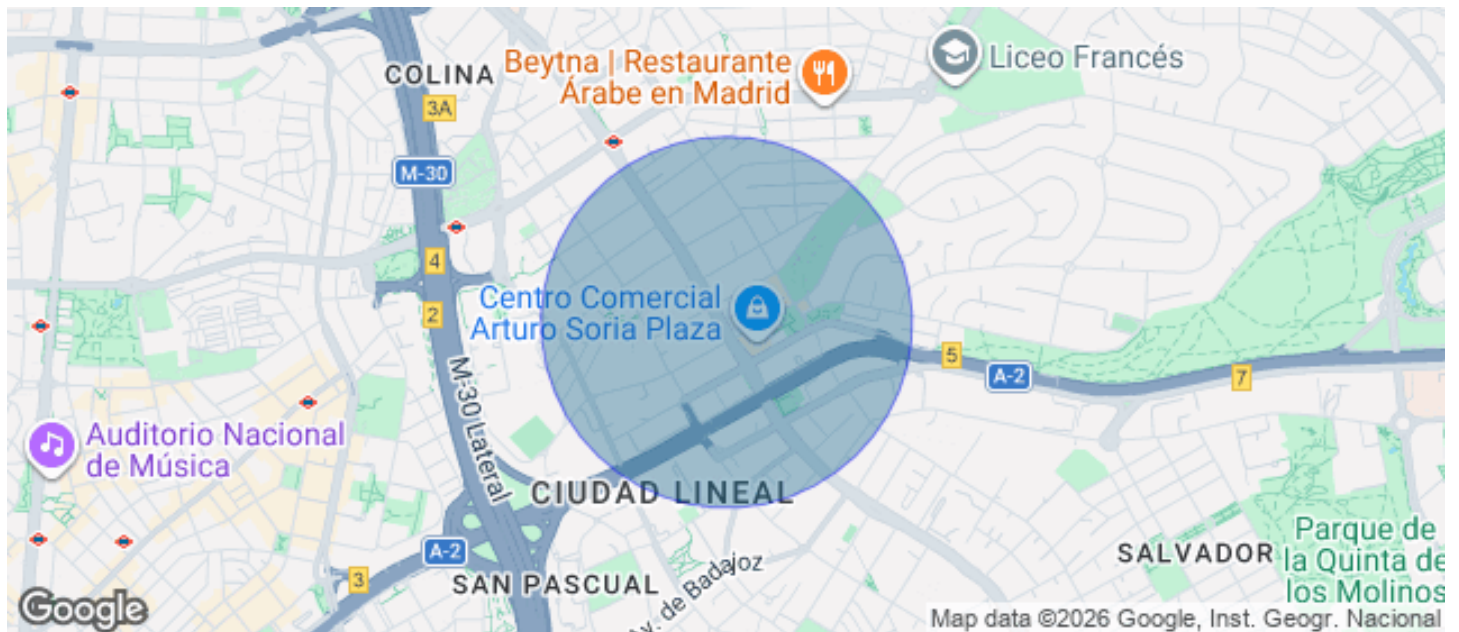 COLINA
Beytna | Restaurante
Árabe en Madrid
Liceo Francés
3A
M-30
4
2
Centro Comercial
Arturo Soria Plaza
M-30 Lateral
5
A-2
7
Auditorio Nacional
de Música
CIUDAD LINEAL
A-2
3
SAN PASCUAL
Av. de Badajoz
SALVADOR
Parque de
la Quinta de
los Molinos
Google
Map data ©2026 Google, Inst. Geogr. Nacional